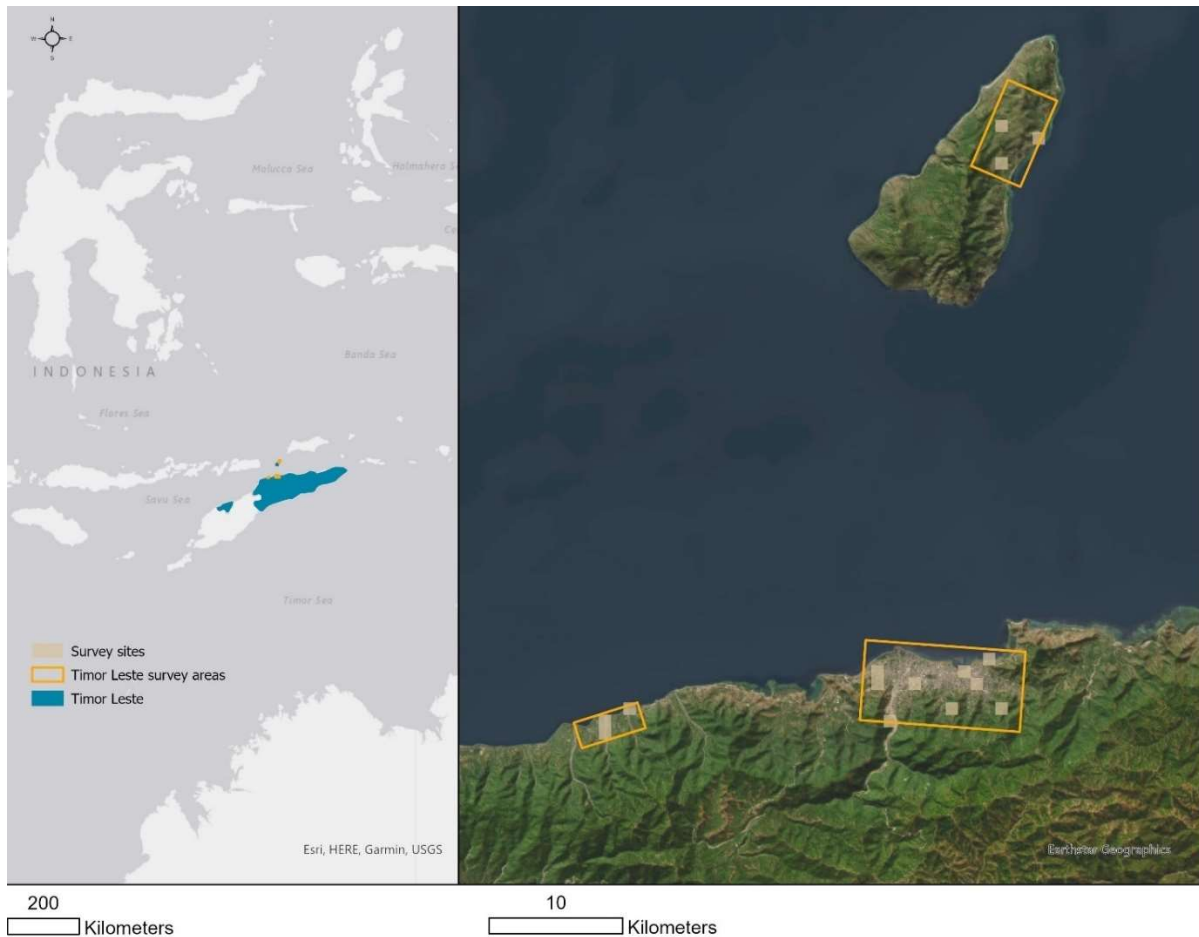 N
W E
S
Molucca Sea
Halmahera S
Ce
Banda Sea
INDONESIA
Flores Sea
Savu Sea
Timor Sea
Survey sites
Timor Leste survey areas
Timor Leste
Esri, HERE, Garmin, USGS
Earthstar Geographics
200
Kilometers
10
Kilometers